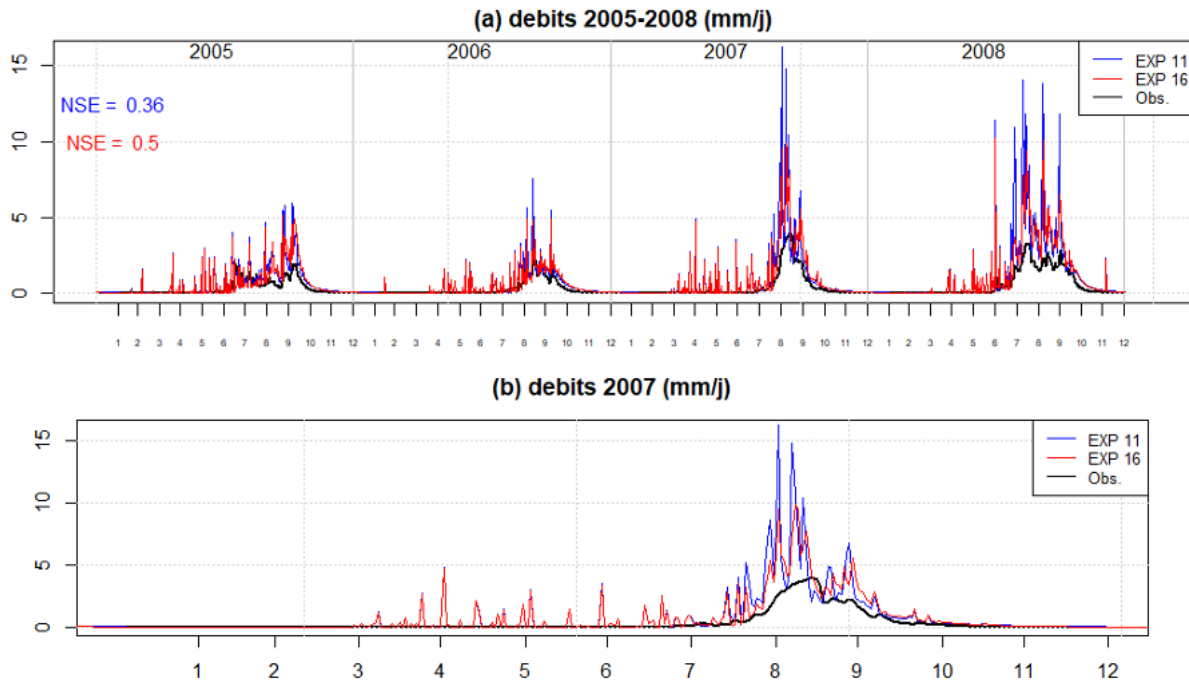 (a) debits 2005-2008 (mm/j)
2005 2006 2007 2008
EXP 11
EXP 16
Obs.
NSE = 0.36
NSE = 0.5
15
10
5
0
1 2 3 4 5 6 7 8 9 10 11 12 1 2 3 4 5 6 7 8 9 10 11 12 1 2 3 4 5 6 7 8 9 10 11 12 1 2 3 4 5 6 7 8 9 10 11 12
(b) debits 2007 (mm/j)
EXP 11
EXP 16
Obs.
15
10
5
0
1 2 3 4 5 6 7 8 9 10 11 12